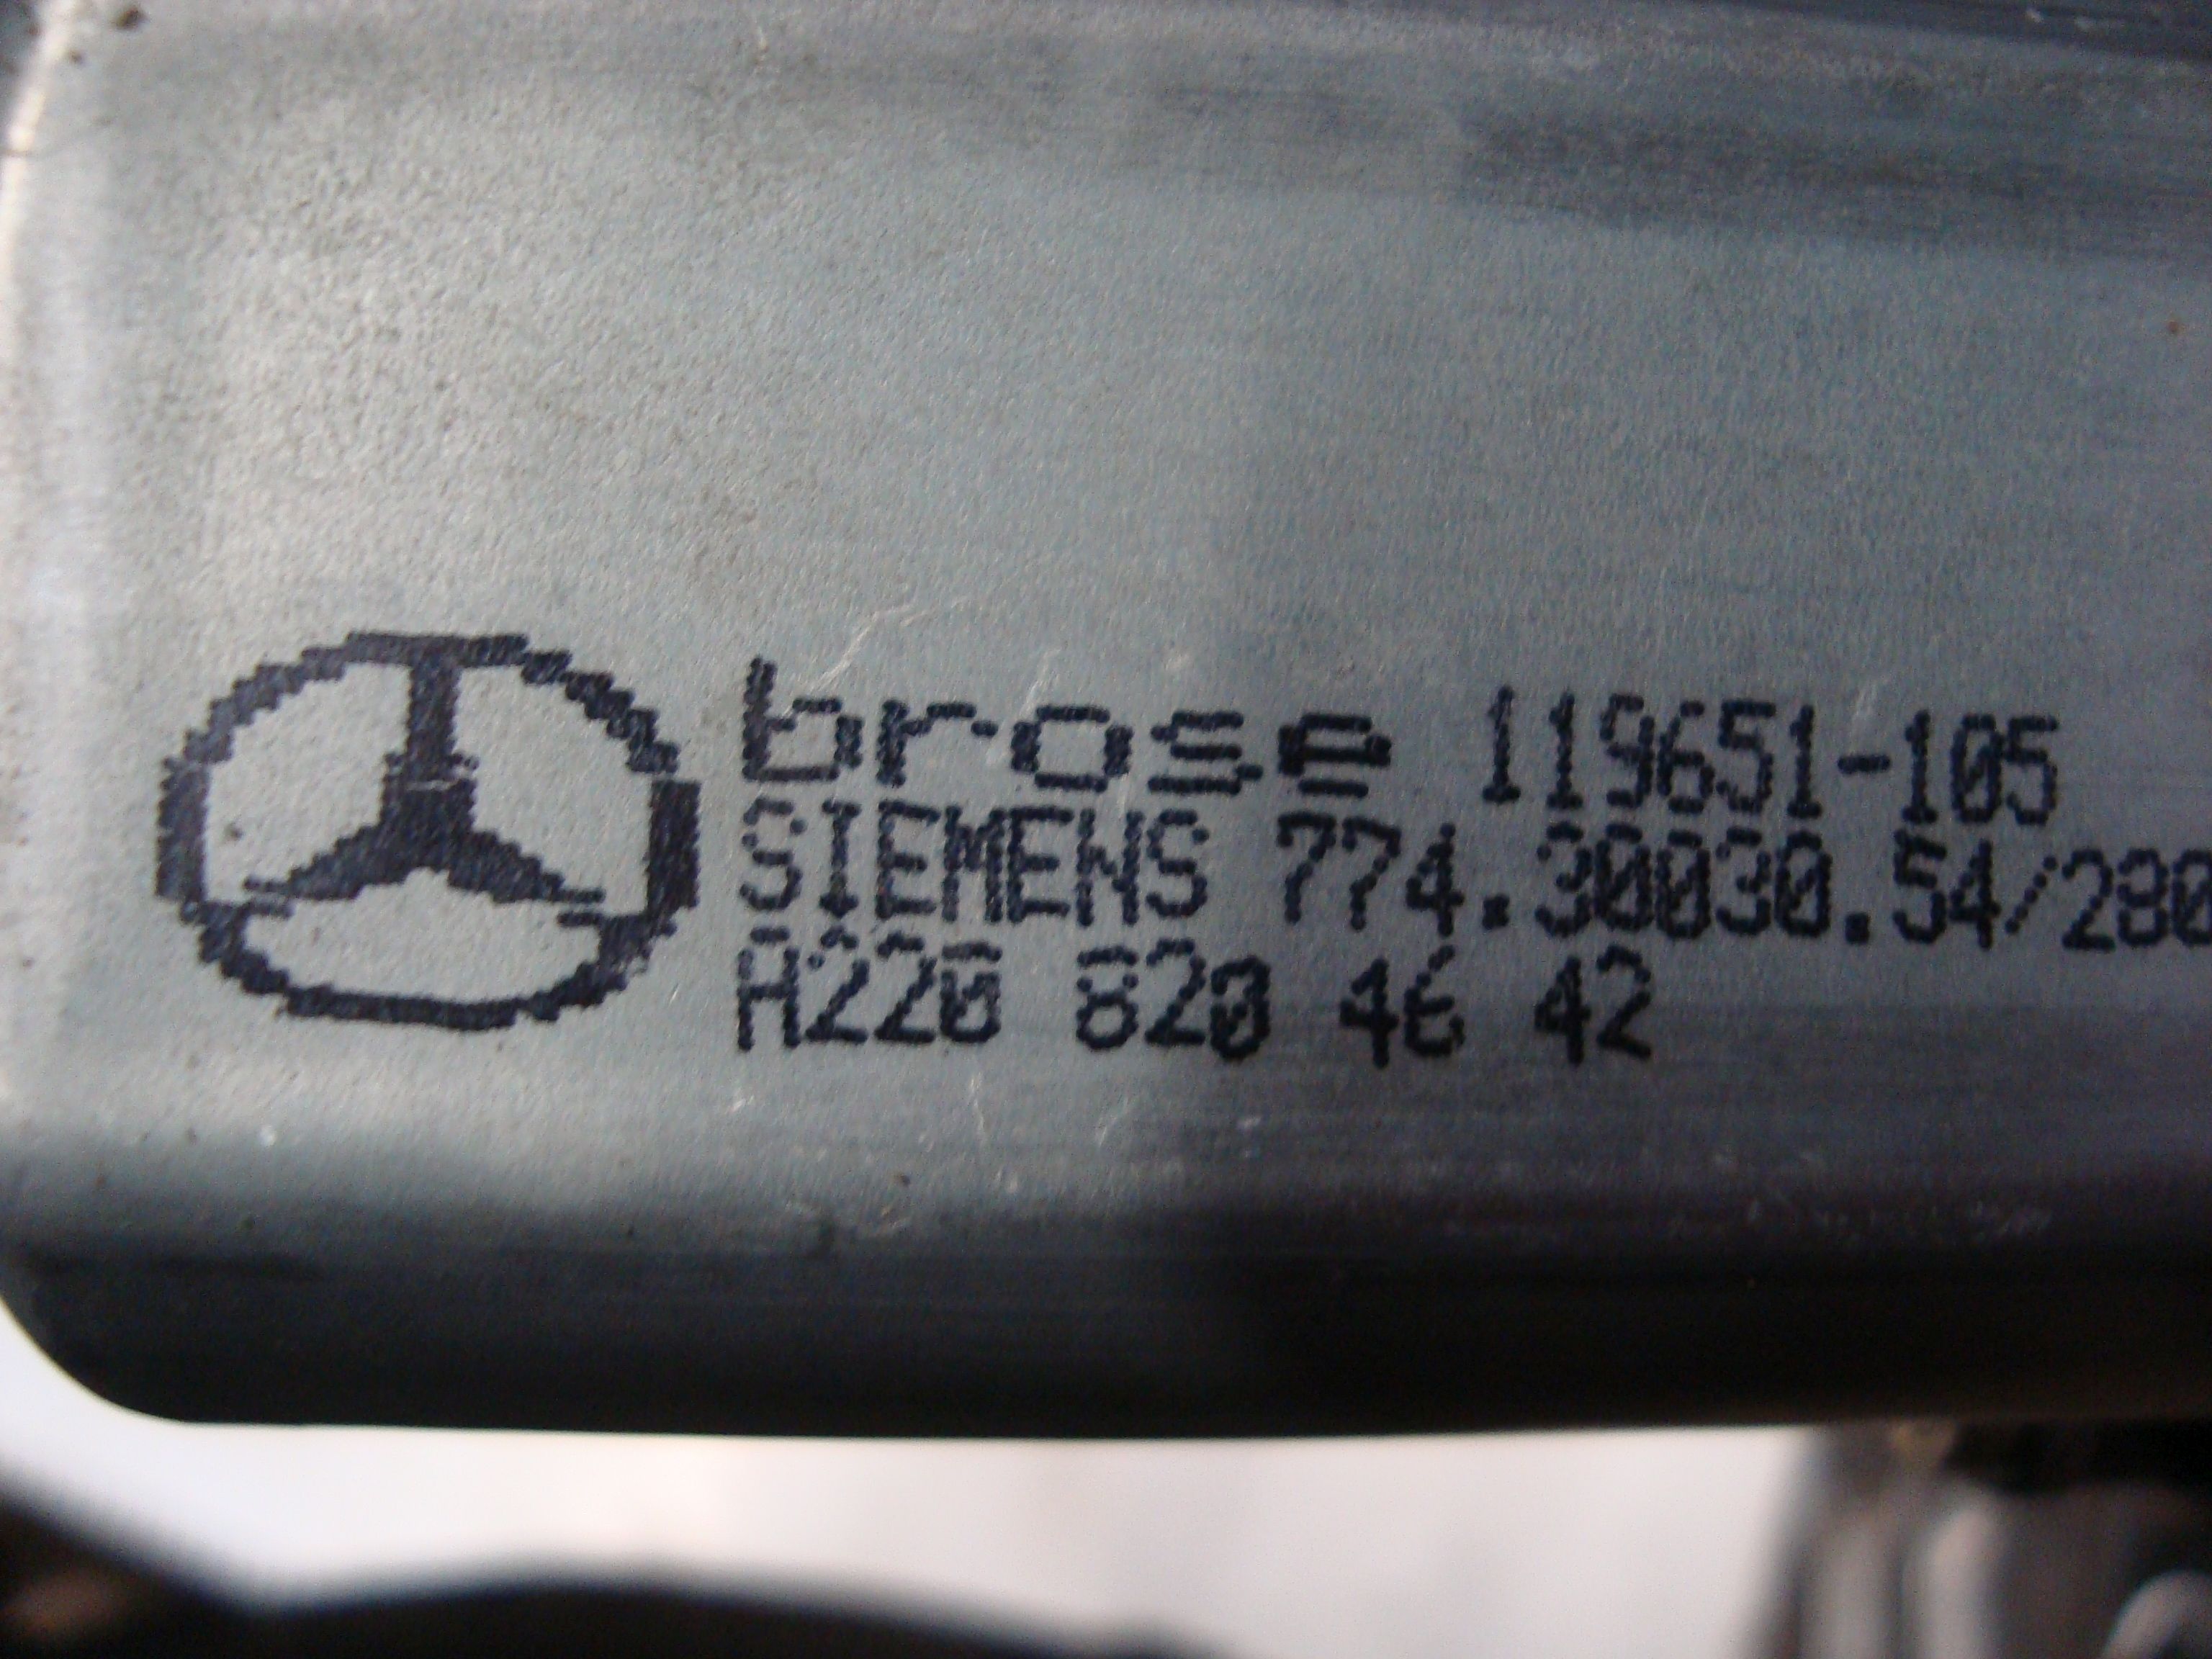 brose 119651-105
SIEMENS 774.30030.54/280
A220 820 46 42